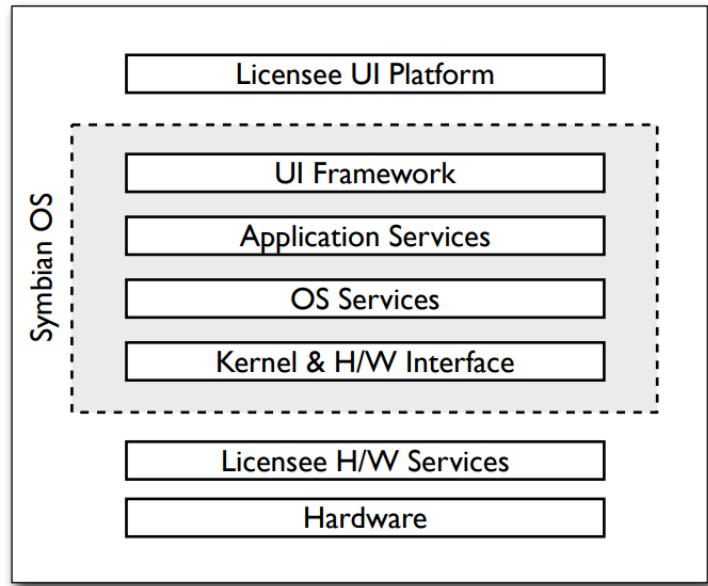 Licensee UI Platform
Symbian OS
UI Framework
Application Services
OS Services
Kernel & H/W Interface
Licensee H/W Services
Hardware